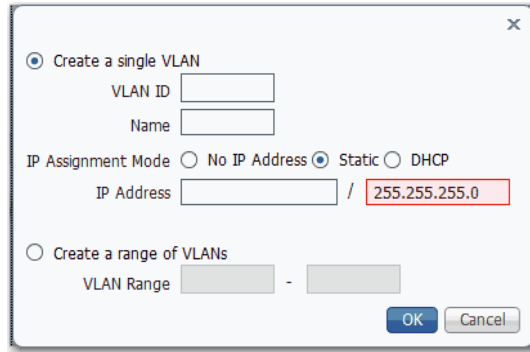 Create a single VLAN
VLAN ID
Name
IP Assignment Mode No IP Address Static DHCP
IP Address / 255.255.255.0
Create a range of VLANs
VLAN Range -
OK Cancel